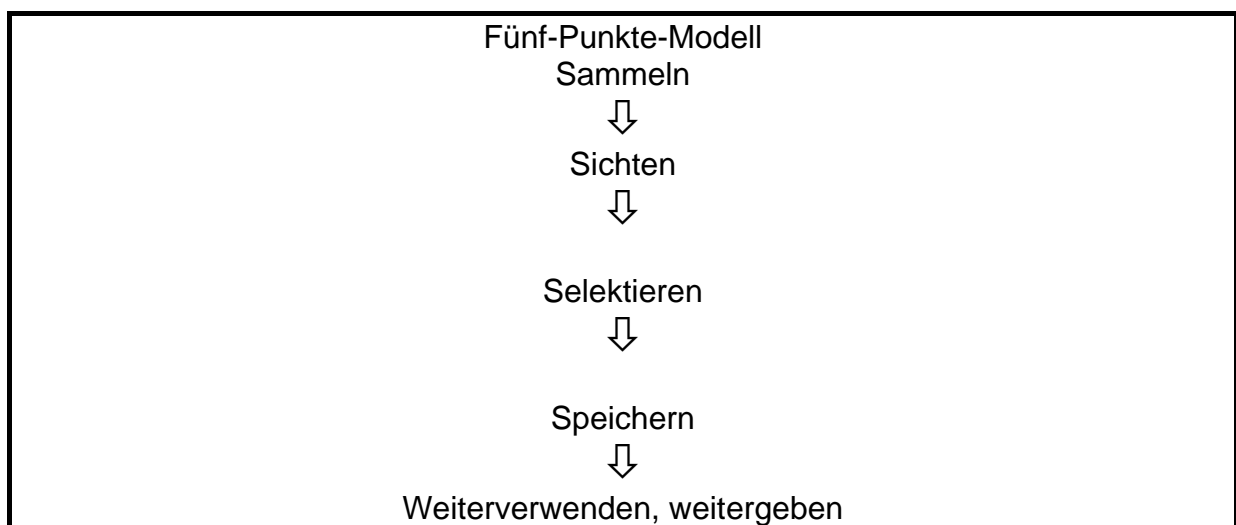 Fünf-Punkte-Modell
Sammeln
⇩
Sichten
⇩
Selektieren
⇩
Speichern
⇩
Weiterverwenden, weitergeben